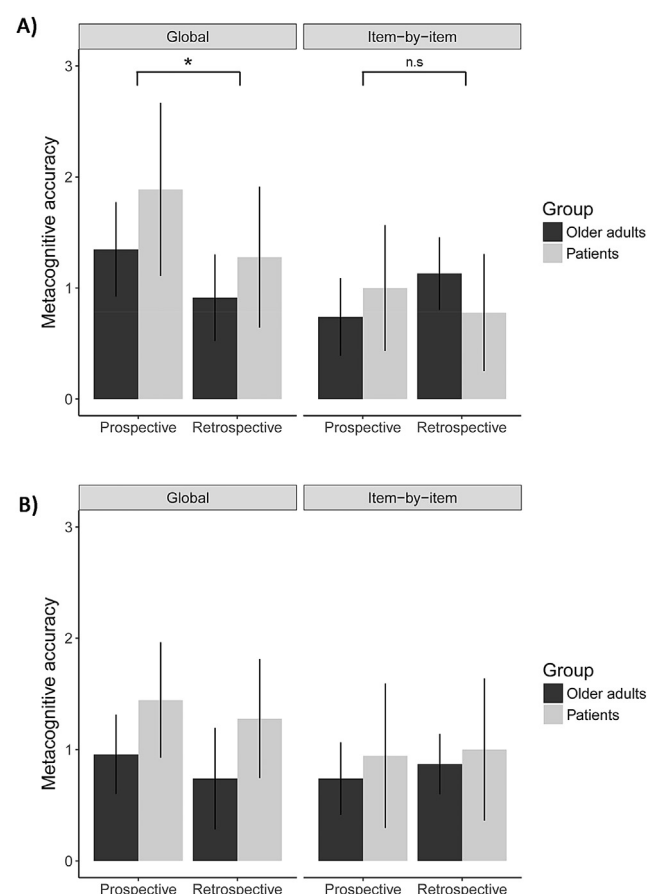 A)
Global
Item−by−item
3
2
1
0
Metacognitive accuracy
*
n.s
Prospective
Retrospective
Prospective
Retrospective
Group
Older adults
Patients
B)
Global
Item−by−item
3
2
1
0
Metacognitive accuracy
Prospective
Retrospective
Prospective
Retrospective
Group
Older adults
Patients